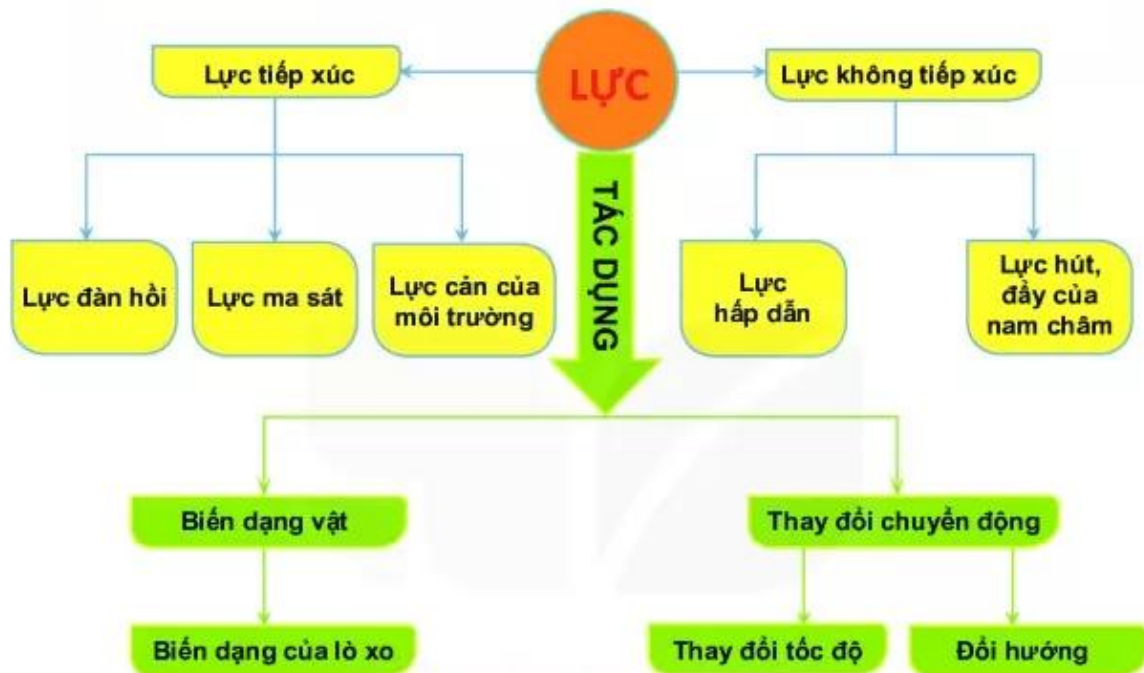 LỰC
Lực tiếp xúc
Lực không tiếp xúc
Lực đàn hồi
Lực ma sát
Lực cản của
môi trường
Lực
hấp dẫn
Lực hút,
đẩy của
nam châm
TÁC DỤNG
Biến dạng vật
Thay đổi chuyển động
Biến dạng của lò xo
Thay đổi tốc độ
Đổi hướng